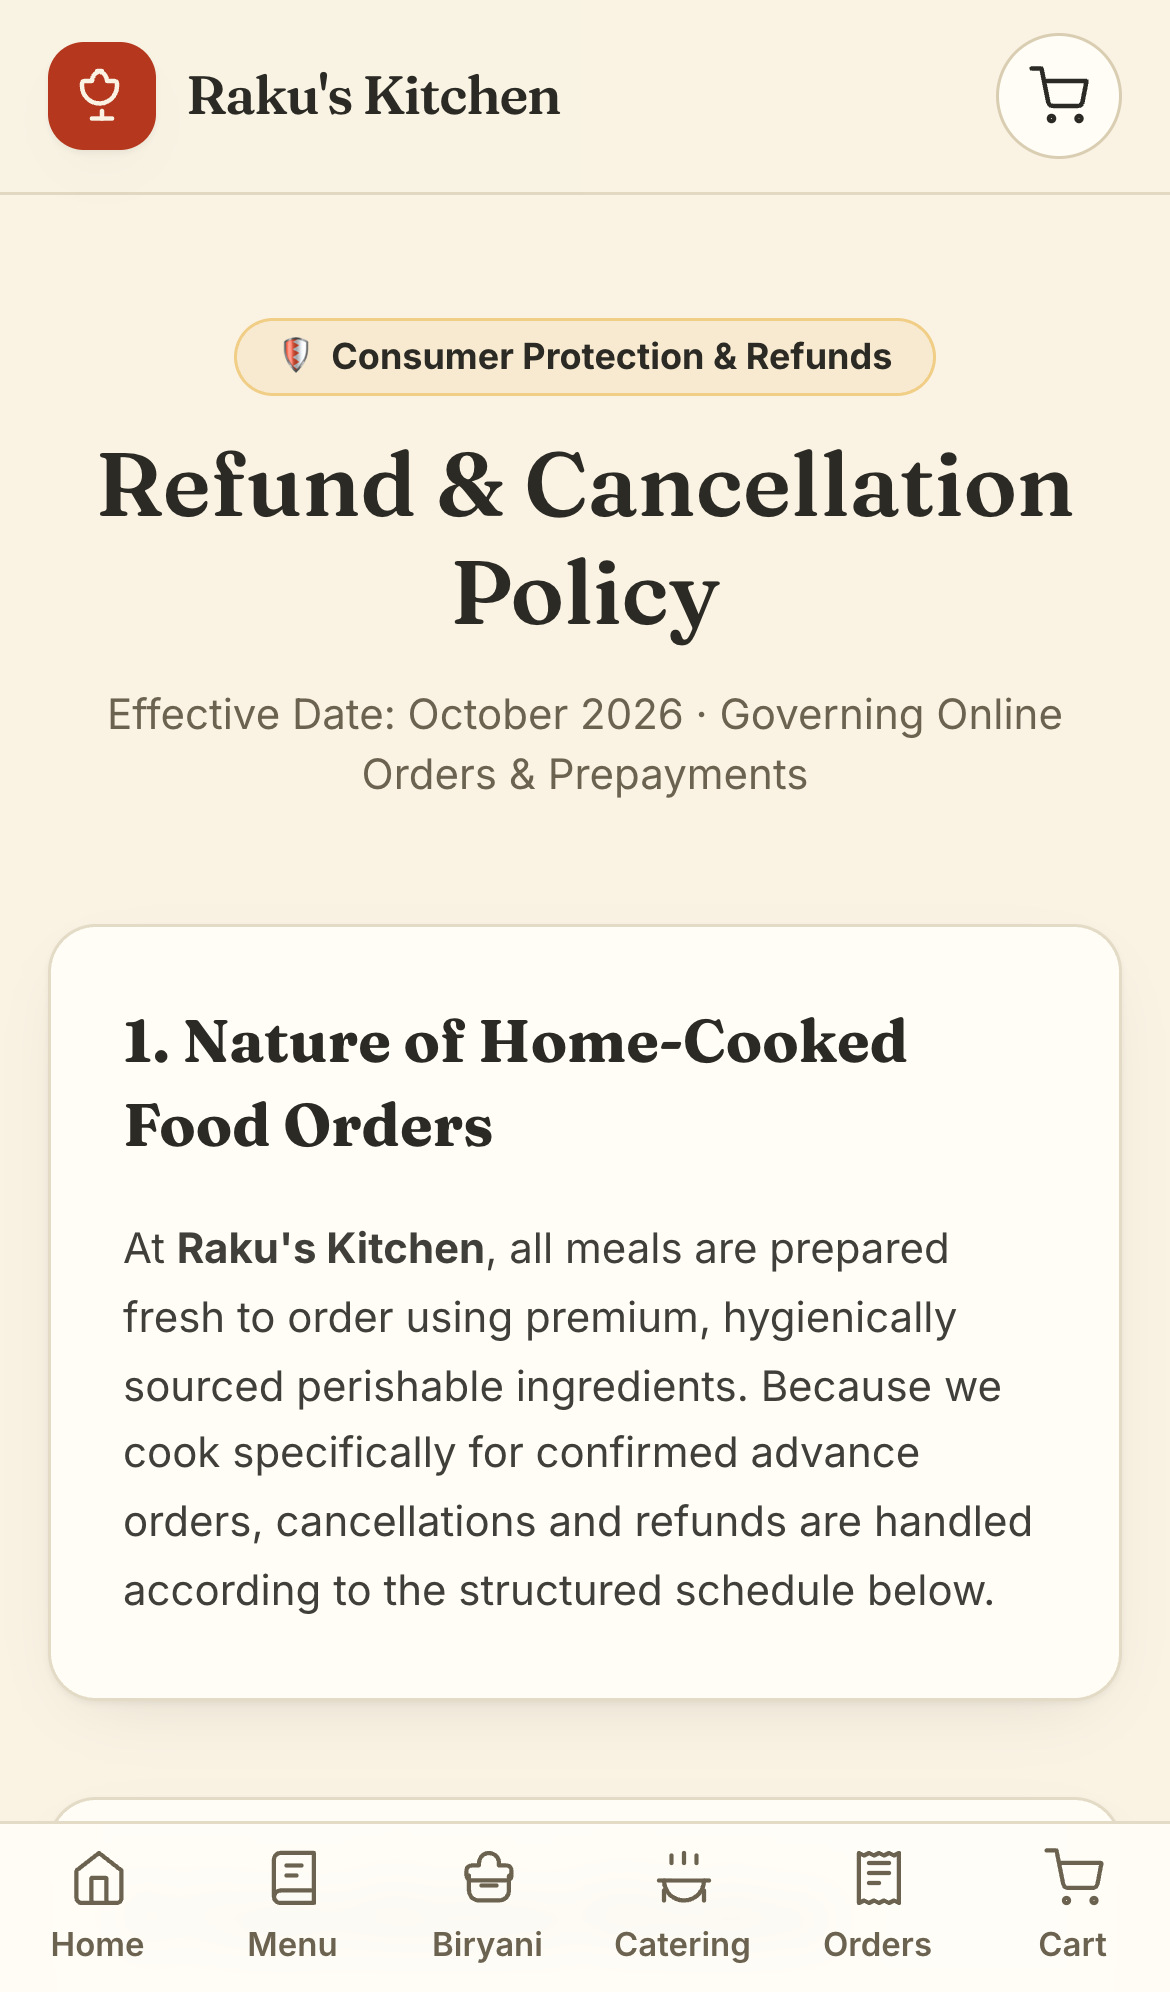 Raku's Kitchen
Consumer Protection & Refunds
Refund & Cancellation
Policy
Effective Date: October 2026 · Governing Online
Orders & Prepayments
1. Nature of Home-Cooked
Food Orders
At Raku's Kitchen, all meals are prepared
fresh to order using premium, hygienically
sourced perishable ingredients. Because we
cook specifically for confirmed advance
orders, cancellations and refunds are handled
according to the structured schedule below.
Home
Menu
Biryani
Catering
Orders
Cart